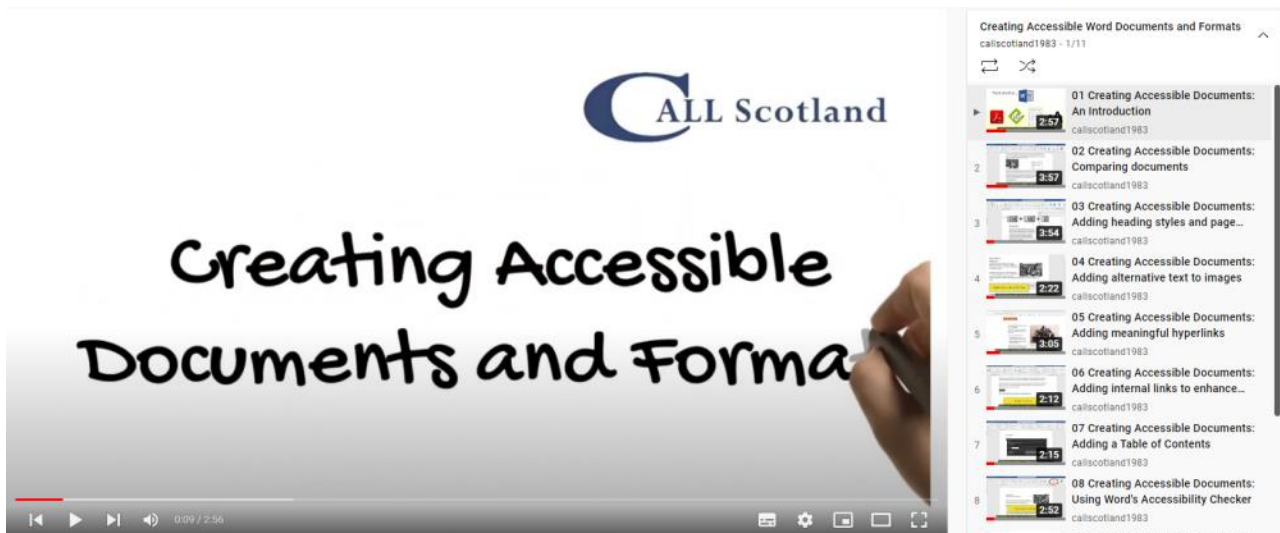 CALL Scotland
Creating Accessible
Documents and Forma
0:09 / 2:56
Creating Accessible Word Documents and Formats
callscotland1983 - 1/11
2:57
01 Creating Accessible Documents:
An Introduction
callscotland1983
2
3:57
02 Creating Accessible Documents:
Comparing documents
callscotland1983
3
3:54
03 Creating Accessible Documents:
Adding heading styles and page...
callscotland1983
4
2:22
04 Creating Accessible Documents:
Adding alternative text to images
callscotland1983
5
3:05
05 Creating Accessible Documents:
Adding meaningful hyperlinks
callscotland1983
6
2:12
06 Creating Accessible Documents:
Adding internal links to enhance...
callscotland1983
7
2:15
07 Creating Accessible Documents:
Adding a Table of Contents
callscotland1983
8
2:52
08 Creating Accessible Documents:
Using Word's Accessibility Checker
callscotland1983